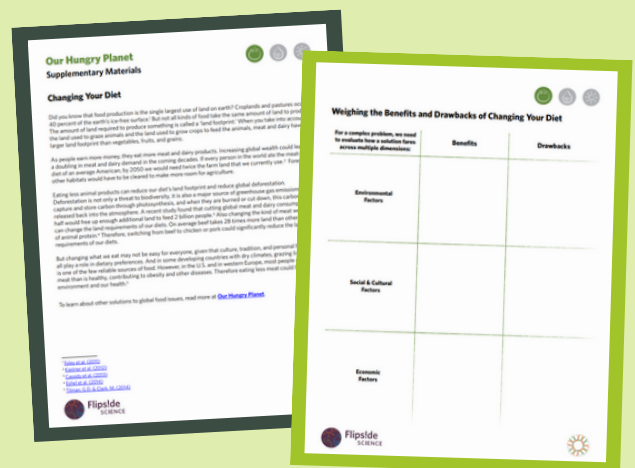 Our Hungry Planet
Supplementary Materials
Changing Your Diet
Did you know that food production is the single largest use of land on earth? Croplands and pastures
40 percent of the earth's ice-free surface. But not all kinds of food take the same amount of land to
The amount of land required to produce something is called a 'land footprint.' When you take into
the land used to graze animals and the land used to grow crops to feed the animals, meat and dairy have
larger land footprint than vegetables, fruits, and grains.
As people earn more money, they eat more meat and dairy products. Increasing global wealth could
a doubling in meat and dairy demand in the coming decades. If every person in the world ate the meat
diet of an average American, by 2050 we would need twice the farm land that we currently use.
other habitats would have to be cleared to make more room for agriculture.
Eating less animal products can reduce our diet's land footprint and reduce global deforestation.
Deforestation is not only a threat to biodiversity, it is also a major source of greenhouse gas
capture and store carbon through photosynthesis, and when they are burned or cut down, this
released back into the atmosphere. A recent study found that cutting global meat and dairy
half would free up enough additional land to feed 2 billion people. Also changing the kind of meat
can change the land requirements of our diets. On average beef takes 28 times more land than other
of animal protein. Therefore, switching from beef to chicken or pork could significantly reduce the
requirements of our diets.
But changing what we eat may not be easy for everyone, given that culture, tradition, and personal
all play a role in dietary preferences. And in some developing countries with dry climates, grazing
is one of the few reliable sources of food. However, in the U.S. and in western Europe, most people
meat than is healthy, contributing to obesity and other diseases. Therefore eating less meat could
environment and our health.
To learn about other solutions to global food issues, read more at Our Hungry Planet.
Foley et al. (2011)
Cassidy et al. (2013)
Eshel et al. (2014)
Tilman, G.D. & Clark, M. (2014)
Flips!de
SCIENCE
Weighing the Benefits and Drawbacks of Changing Your Diet
For a complex problem, we need
to evaluate how a solution fares
across multiple dimensions:
Benefits
Drawbacks
Environmental
Factors
Social & Cultural
Factors
Economic
Factors
Flips!de
SCIENCE